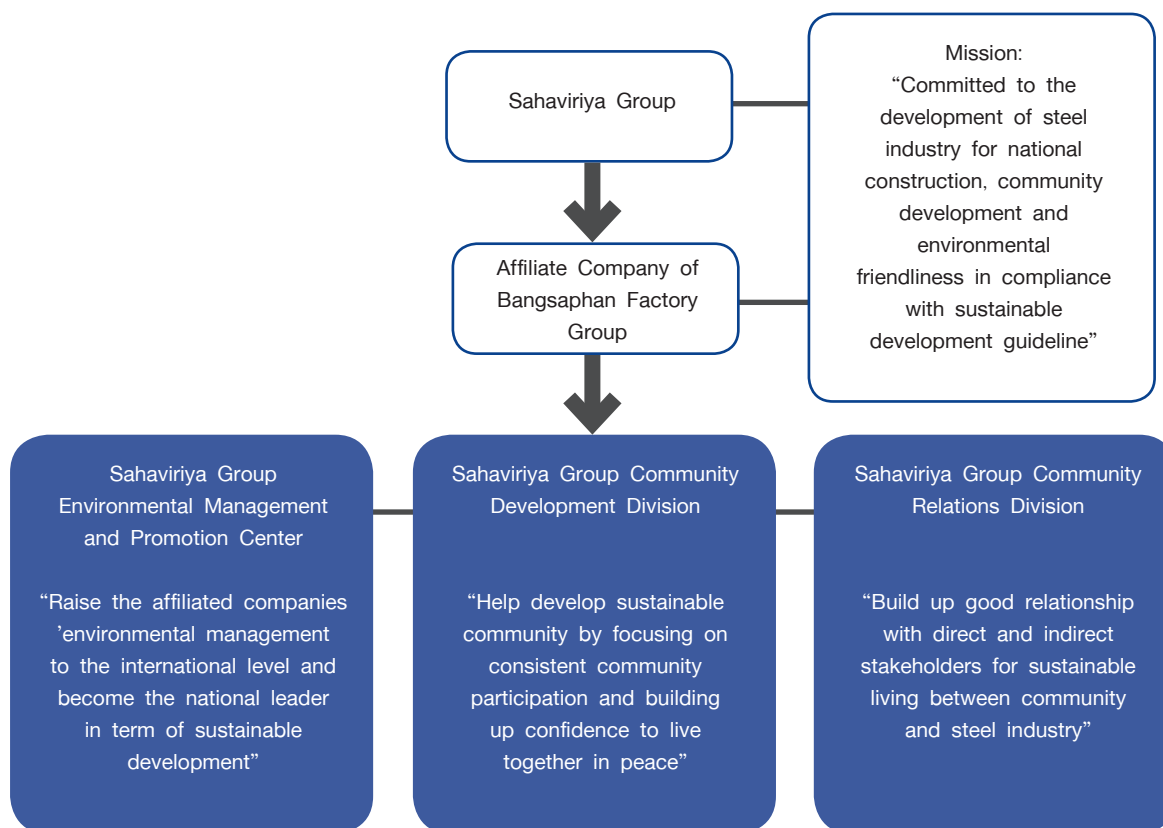 Sahaviriya Group
Mission:
“Committed to the
development of steel
industry for national
construction, community
development and
environmental
friendliness in compliance
with sustainable
development guideline”
Affiliate Company of
Bangsaphan Factory
Group
Sahaviriya Group
Environmental Management
and Promotion Center
“Raise the affiliated companies
’environmental management
to the international level and
become the national leader
in term of sustainable
development”
Sahaviriya Group Community
Development Division
“Help develop sustainable
community by focusing on
consistent community
participation and building
up confidence to live
together in peace”
Sahaviriya Group Community
Relations Division
“Build up good relationship
with direct and indirect
stakeholders for sustainable
living between community
and steel industry”